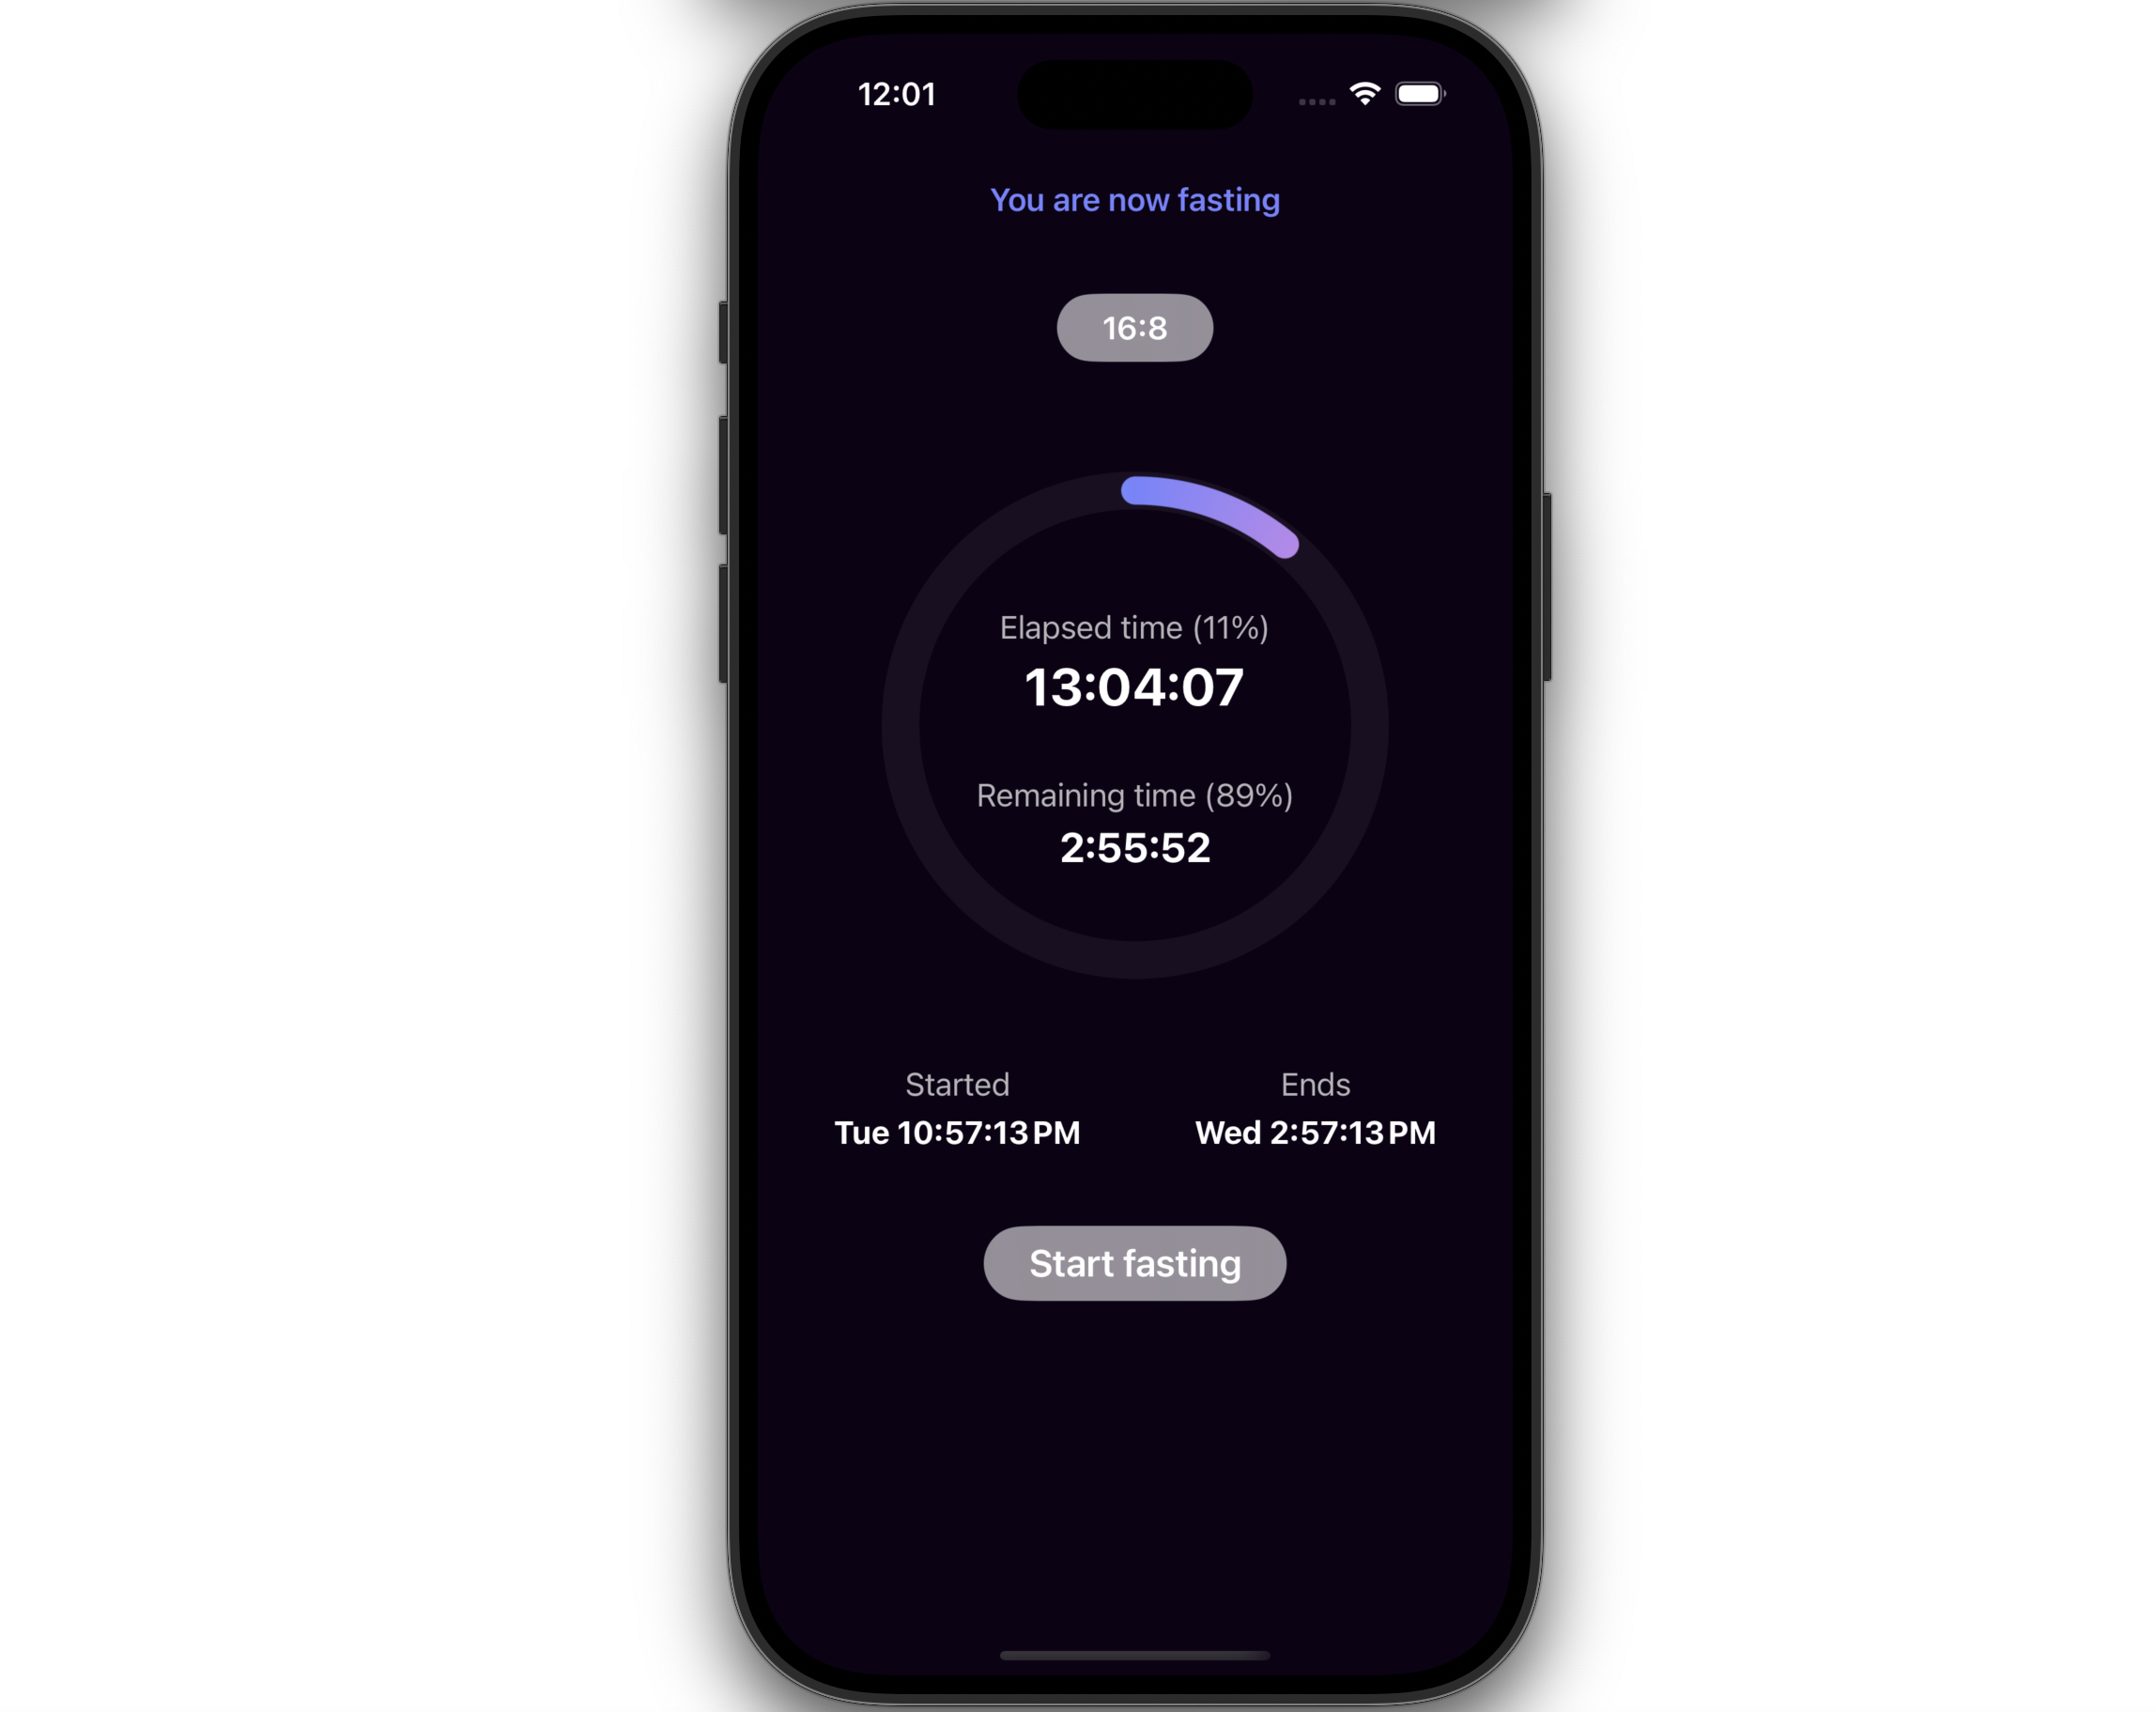 12:01
You are now fasting
16:8
Elapsed time (11%)
13:04:07
Remaining time (89%)
2:55:52
Started
Ends
Tue 10:57:13 PM
Wed 2:57:13 PM
Start fasting